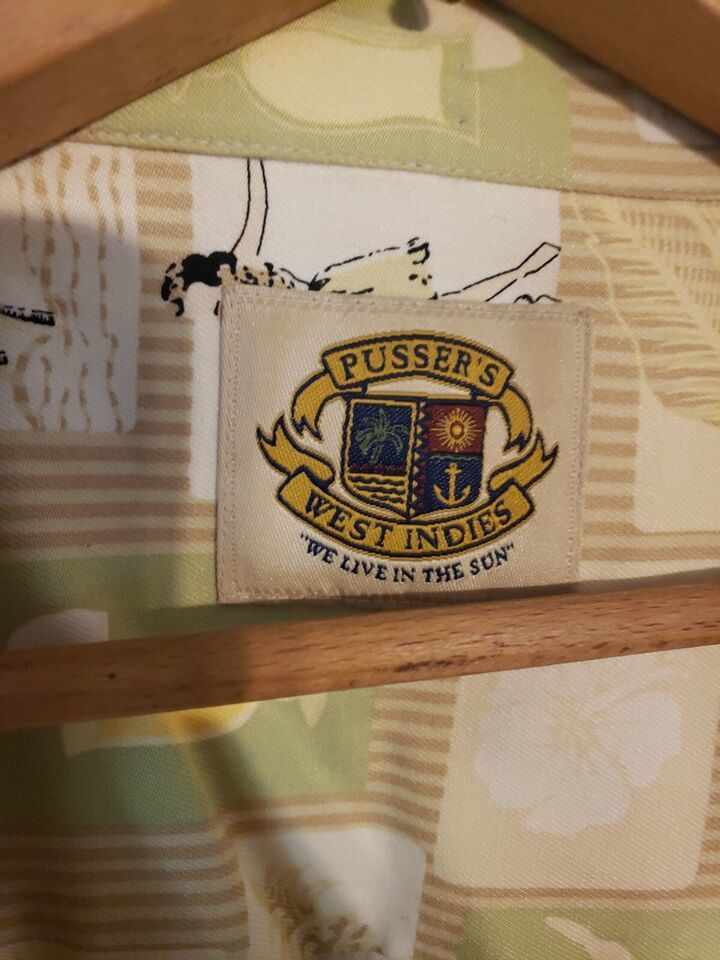 PUSSER'S
WEST INDIES
"WE LIVE IN THE SUN"